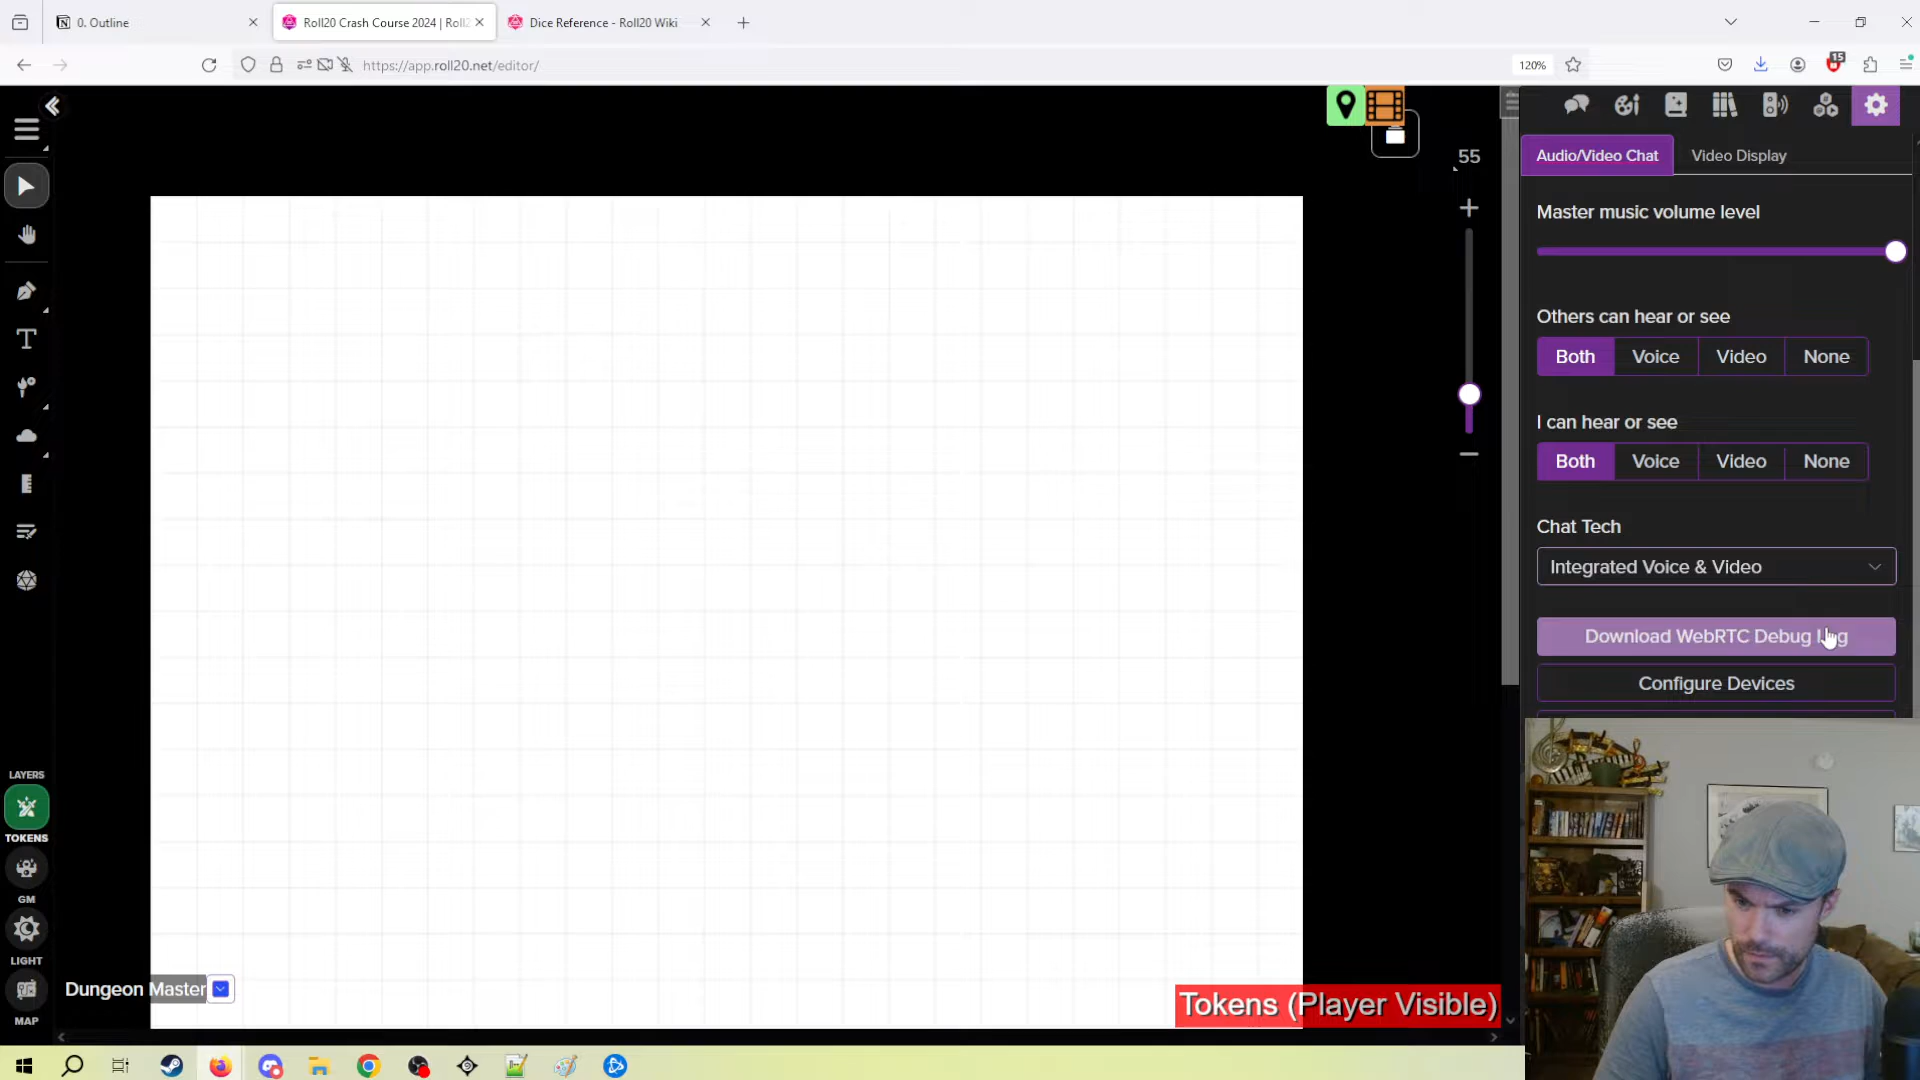 0. Outline
Roll20 Crash Course 2024 | Roll2
Dice Reference - Roll20 Wiki
https://app.roll20.net/editor/
120%
15
55
Audio/Video Chat
Video Display
Master music volume level
Others can hear or see
Both Voice Video None
I can hear or see
Both Voice Video None
Chat Tech
Integrated Voice & Video
Download WebRTC Debug
Configure Devices
LAYERS
TOKENS
GM
LIGHT
MAP
Dungeon Master
Tokens (Player Visible)